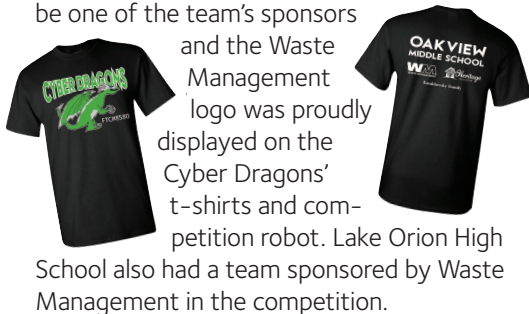 be one of the team's sponsors
and the Waste
Management
logo was proudly
displayed on the
Cyber Dragons'
t-shirts and com-
petition robot. Lake Orion High
School also had a team sponsored by Waste
Management in the competition.
CYBER DRAGONS
OAKVIEW
MIDDLE SCHOOL
WM
Heritage